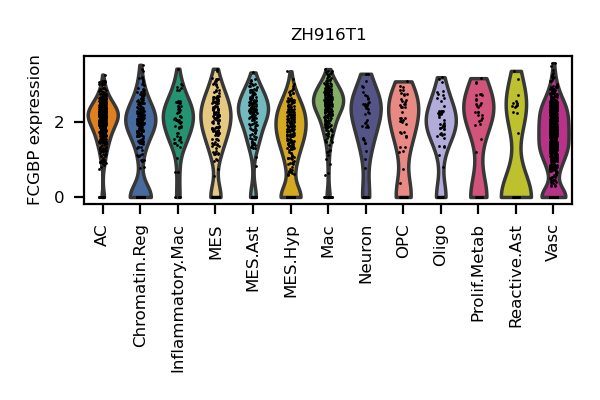 ZH916T1
FCGBP expression
2
0
AC
Chromatin.Reg
Inflammatory.Mac
MES
MES.Ast
MES.Hyp
Mac
Neuron
OPC
Oligo
Prolif.Metab
Reactive.Ast
Vasc